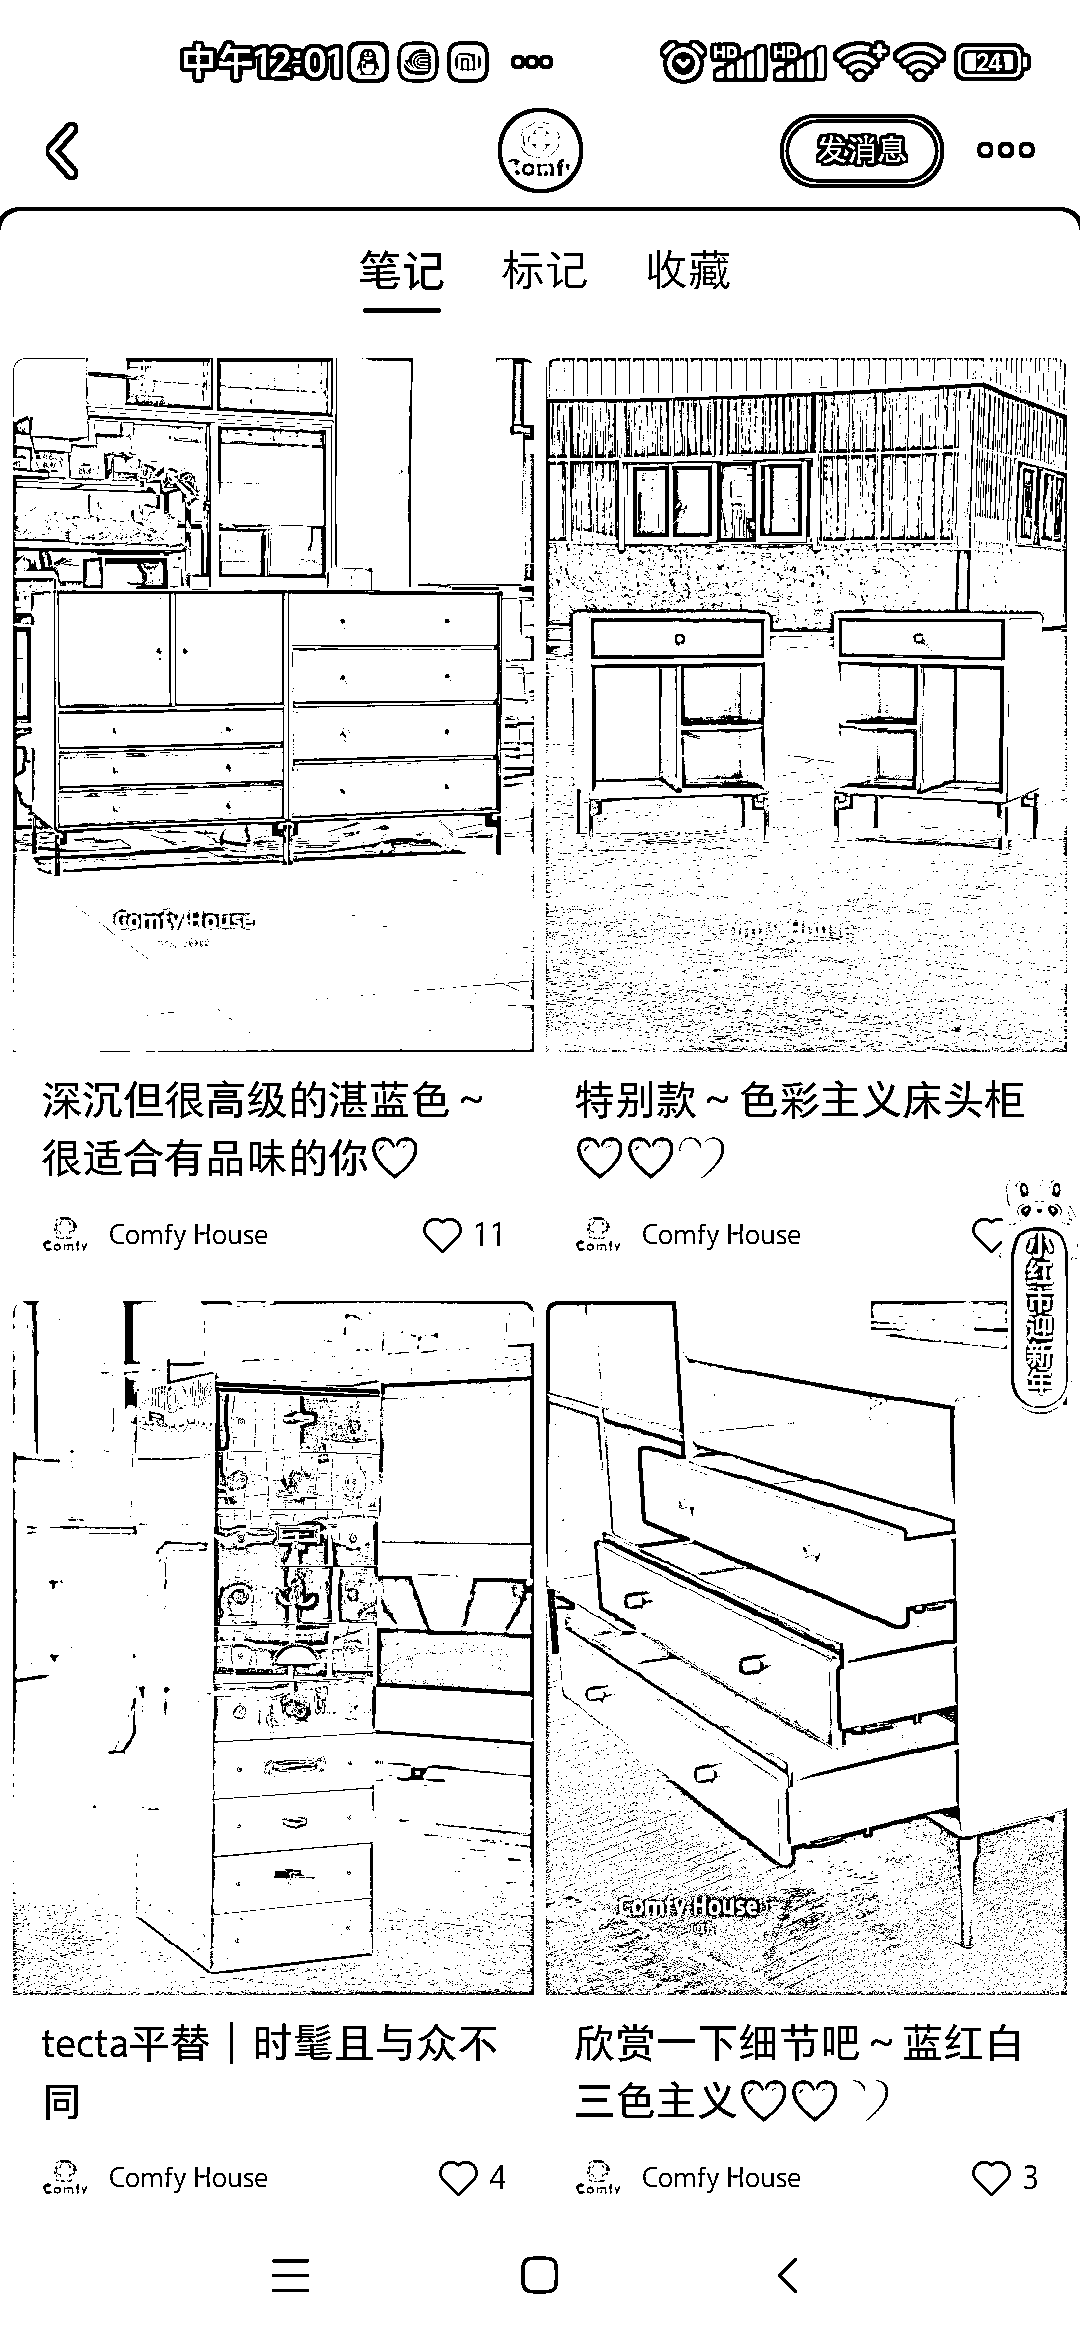 中午12:01
HD
HD
24
Comfy
发消息
笔记 标记 收藏
Comfy House
深沉但很高级的湛蓝色~
很适合有品味的你♡
Comfy
Comfy House
11
特别款~色彩主义床头柜
♡♡
Comfy
Comfy House
小红书迎新年
Comfy House
tecta平替｜时髦且与众不
同
Comfy
Comfy House
4
欣赏一下细节吧~蓝红白
三色主义♡♡
Comfy
Comfy House
3